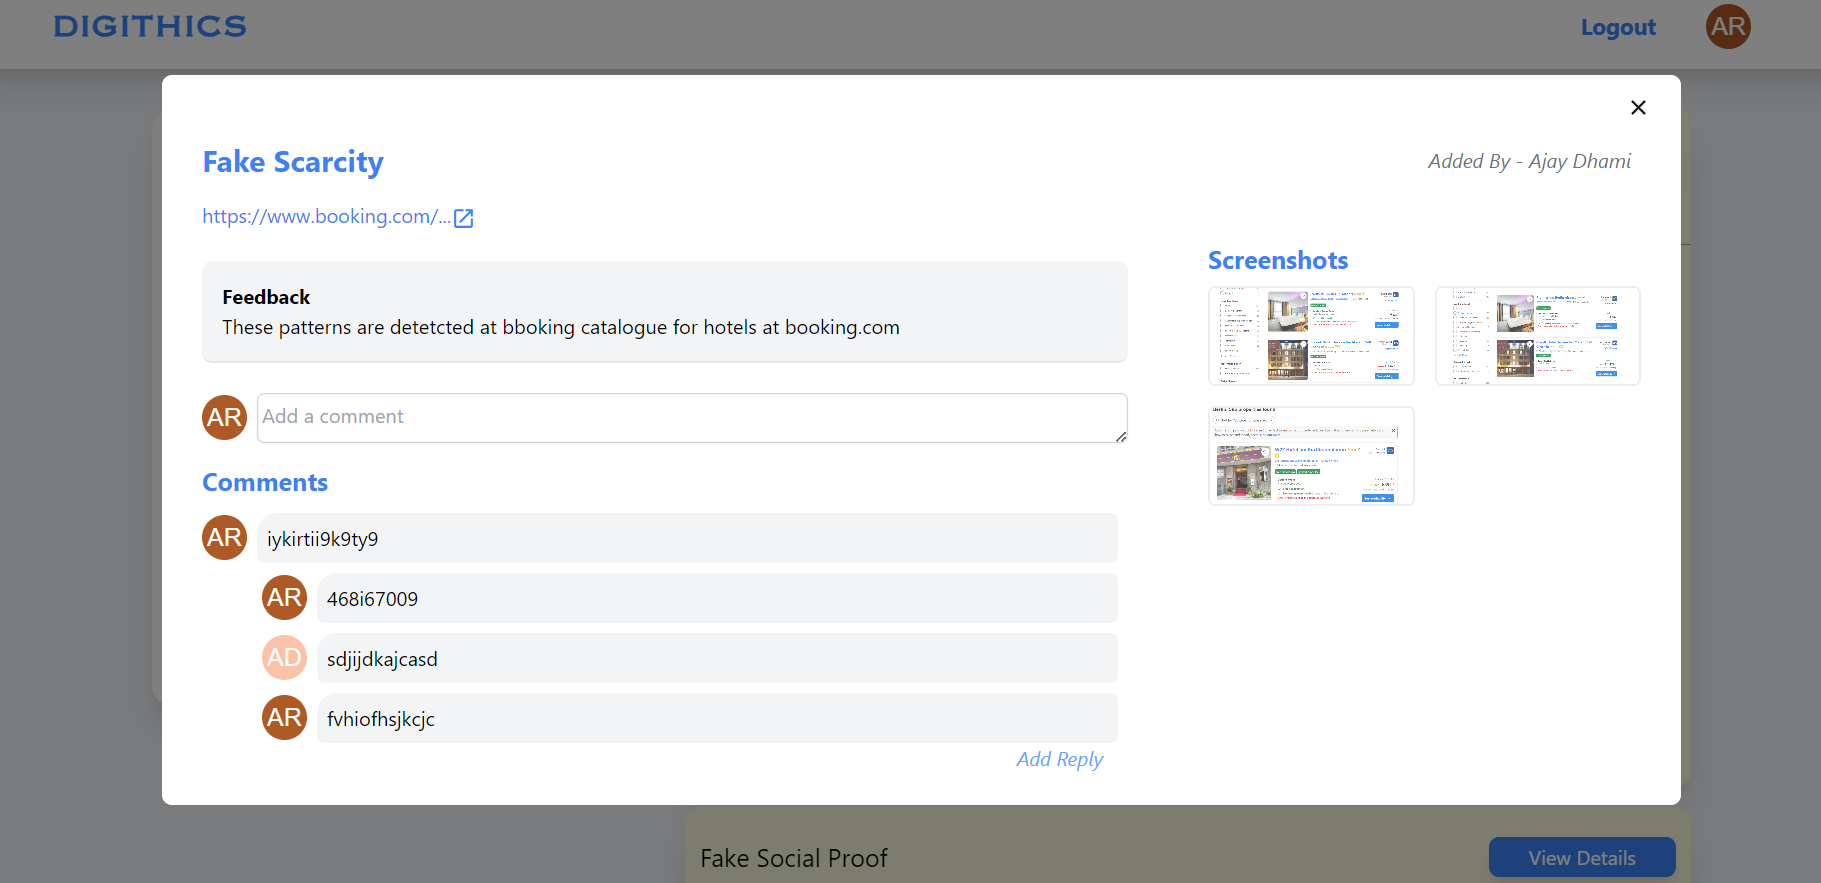 DIGITHICS
Logout
AR
Fake Scarcity
Added By - Ajay Dhami
https://www.booking.com/...
Feedback
These patterns are detetcted at bboking catalogue for hotels at booking.com
AR
Add a comment
Comments
AR
iykirtii9k9ty9
AR
468i67009
AD
sdjijdkajcasd
AR
fvhiofhsjkcjc
Add Reply
Screenshots
Fake Social Proof
View Details